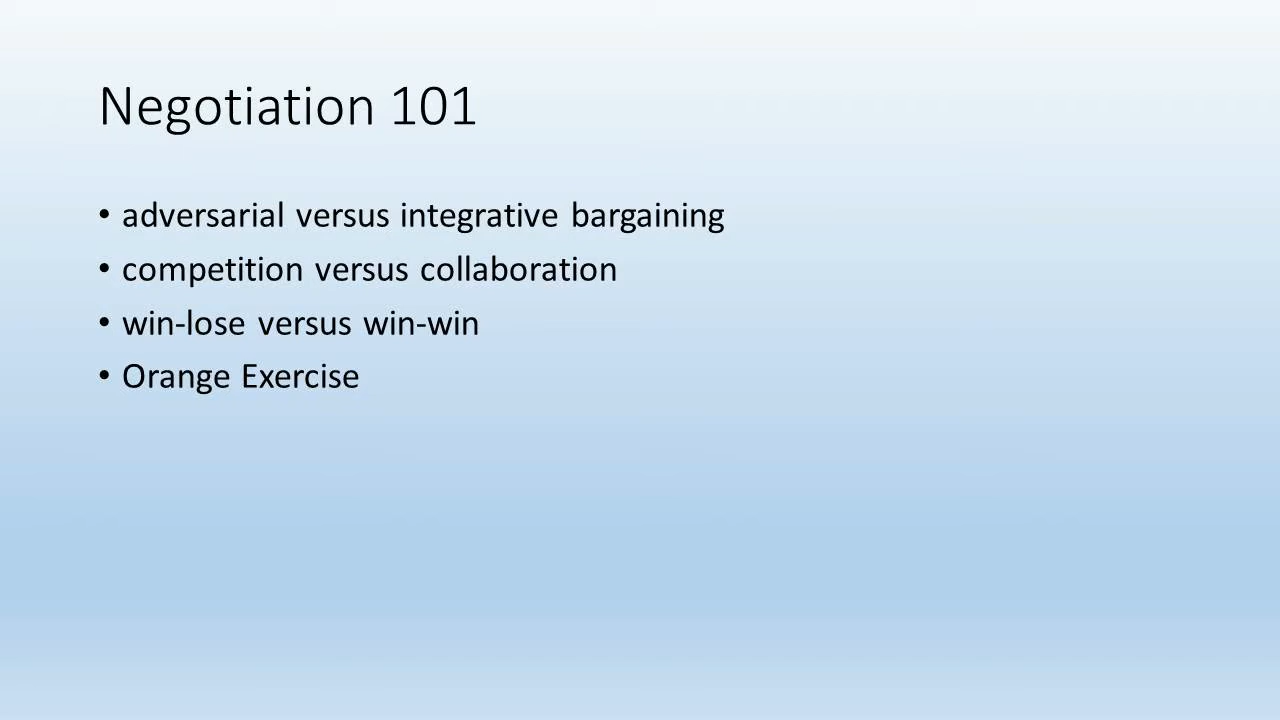 Negotiation 101
• adversarial versus integrative bargaining
• competition versus collaboration
• win-lose versus win-win
• Orange Exercise